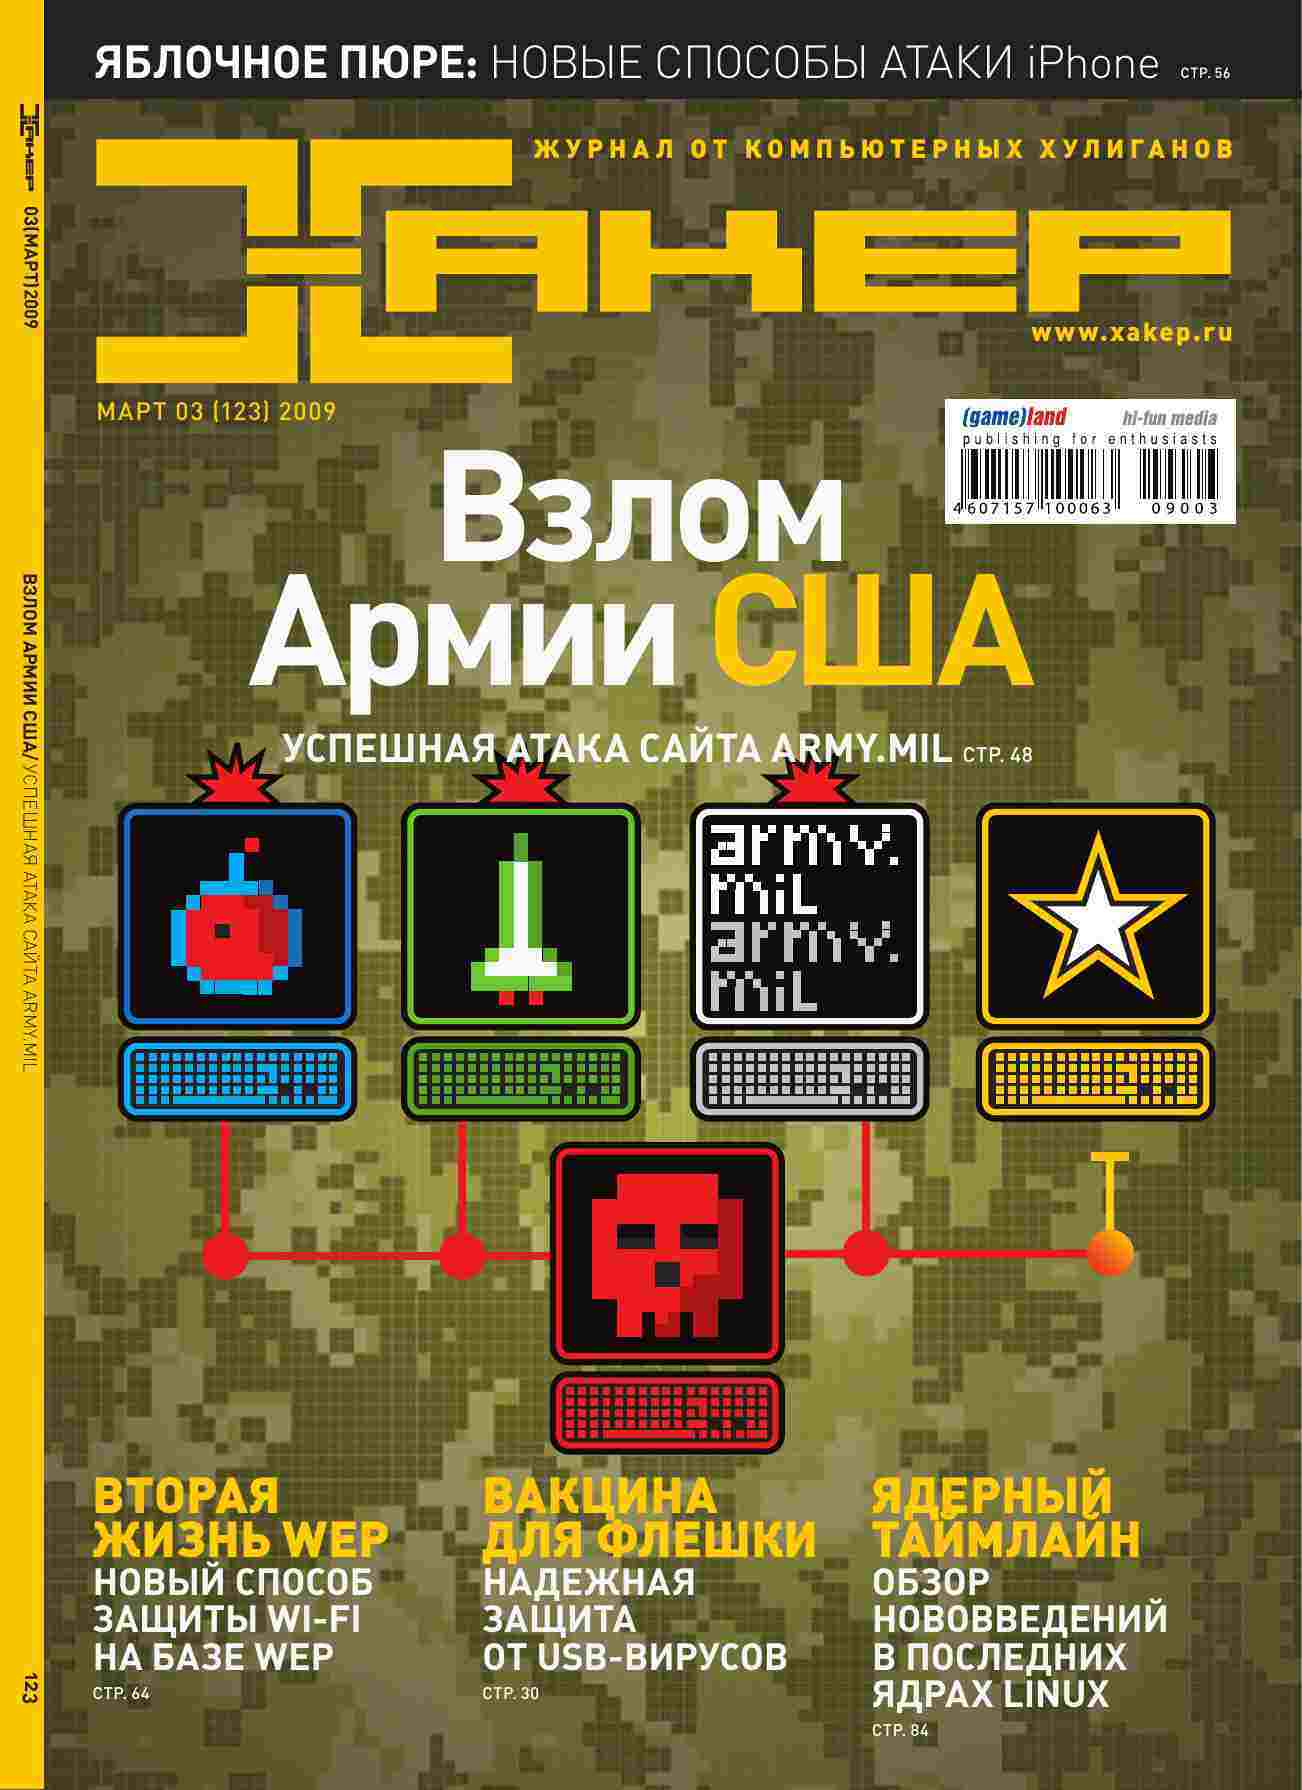 ЯБЛОЧНОЕ ПЮРЕ: НОВЫЕ СПОСОБЫ АТАКИ iPhone СТР. 56
ЖУРНАЛ ОТ КОМПЬЮТЕРНЫХ ХУЛИГАНОВ
ХАКЕР
www.xakep.ru
МАРТ 03 (123) 2009
(game)land hi-fun media
publishing for enthusiasts
4 607157 100063 09003
Взлом
Армии США
УСПЕШНАЯ АТАКА САЙТА ARMY.MIL СТР. 48
army.
mil
army.
mil
ВТОРАЯ
ЖИЗНЬ WEP
НОВЫЙ СПОСОБ
ЗАЩИТЫ WI-FI
НА БАЗЕ WEP
СТР. 64
ВАКЦИНА
ДЛЯ ФЛЕШКИ
НАДЕЖНАЯ
ЗАЩИТА
ОТ USB-ВИРУСОВ
СТР. 30
ЯДЕРНЫЙ
ТАЙМЛАЙН
ОБЗОР
НОВОВВЕДЕНИЙ
В ПОСЛЕДНИХ
ЯДРАХ LINUX
СТР. 84
ХАКЕР 03(МАРТ)2009
ВЗЛОМ АРМИИ США/УСПЕШНАЯ АТАКА САЙТА ARMY.MIL
123